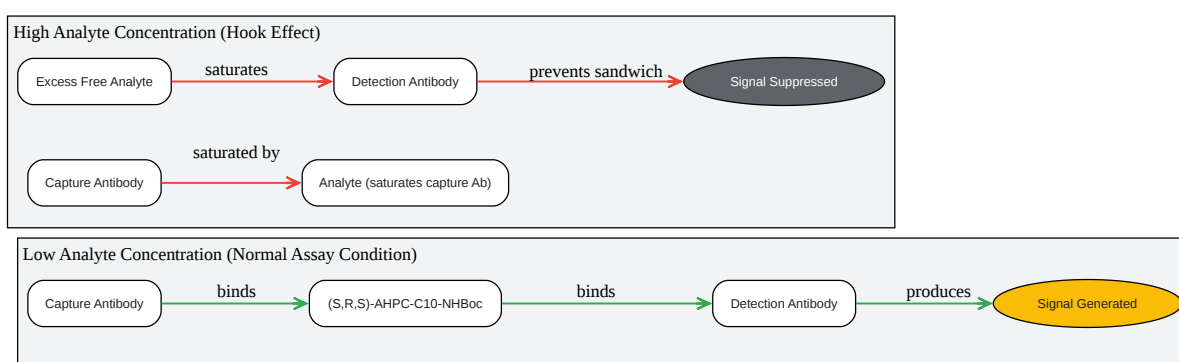 High Analyte Concentration (Hook Effect)
Excess Free Analyte
saturates
Detection Antibody
prevents sandwich
Signal Suppressed
Capture Antibody
saturated by
Analyte (saturates capture Ab)
Low Analyte Concentration (Normal Assay Condition)
Capture Antibody
binds
(S,R,S)-AHPC-C10-NHBoc
binds
Detection Antibody
produces
Signal Generated